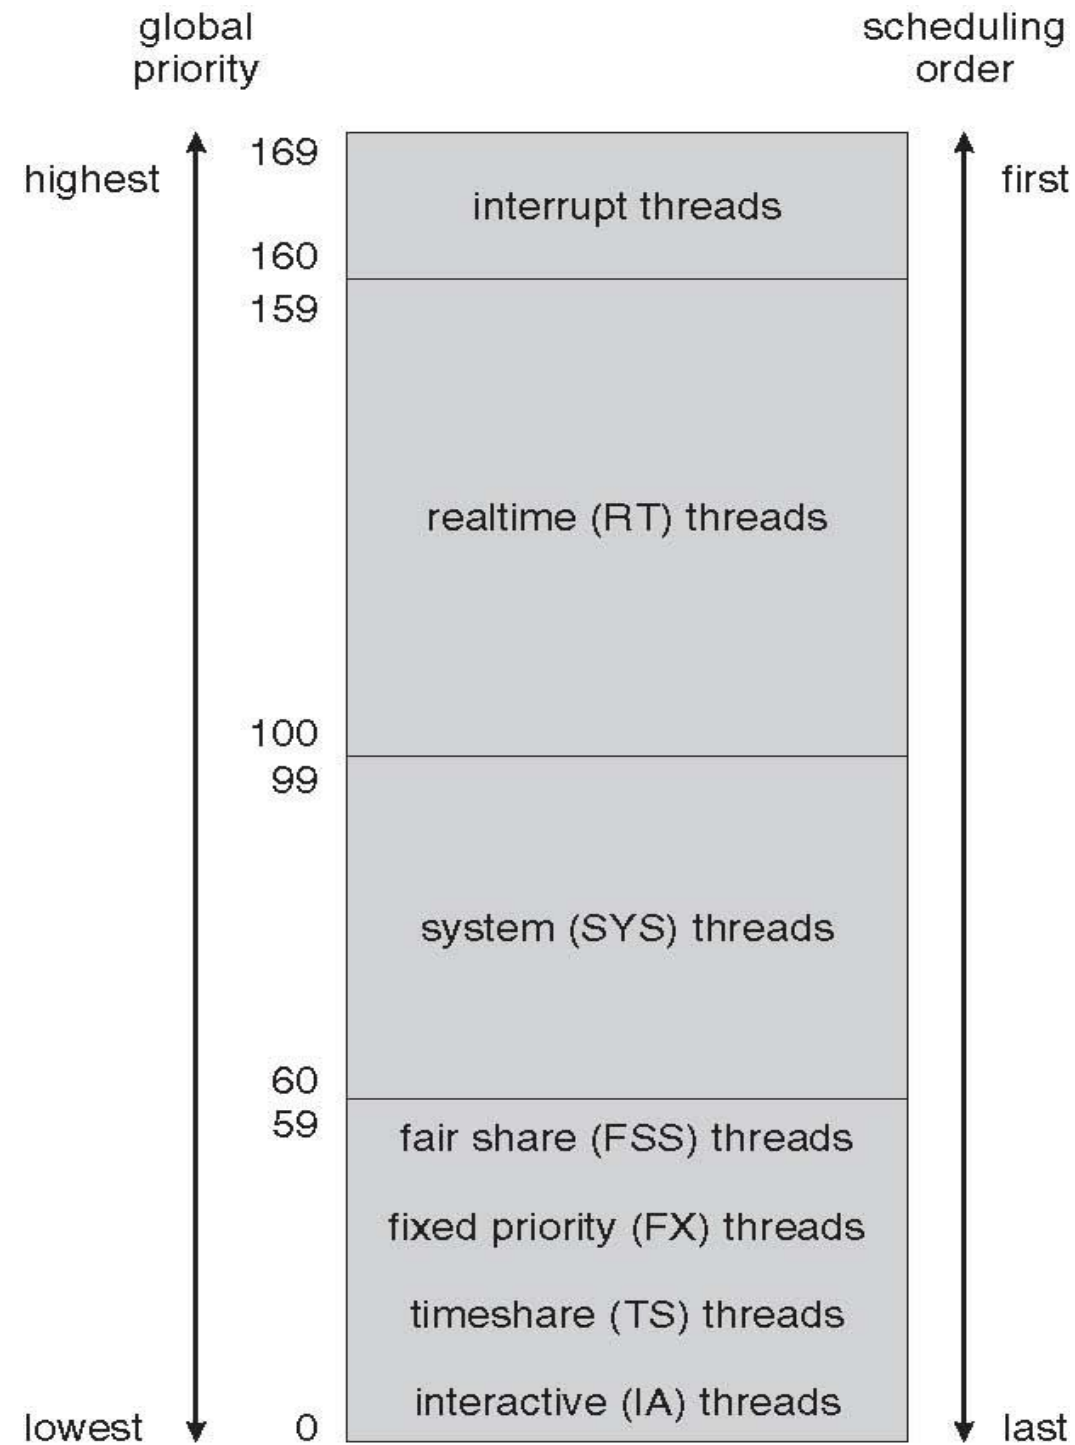 global
priority
scheduling
order
highest
169
interrupt threads
first
160
159
realtime (RT) threads
100
99
system (SYS) threads
60
59
fair share (FSS) threads
fixed priority (FX) threads
timeshare (TS) threads
interactive (IA) threads
lowest
0
last